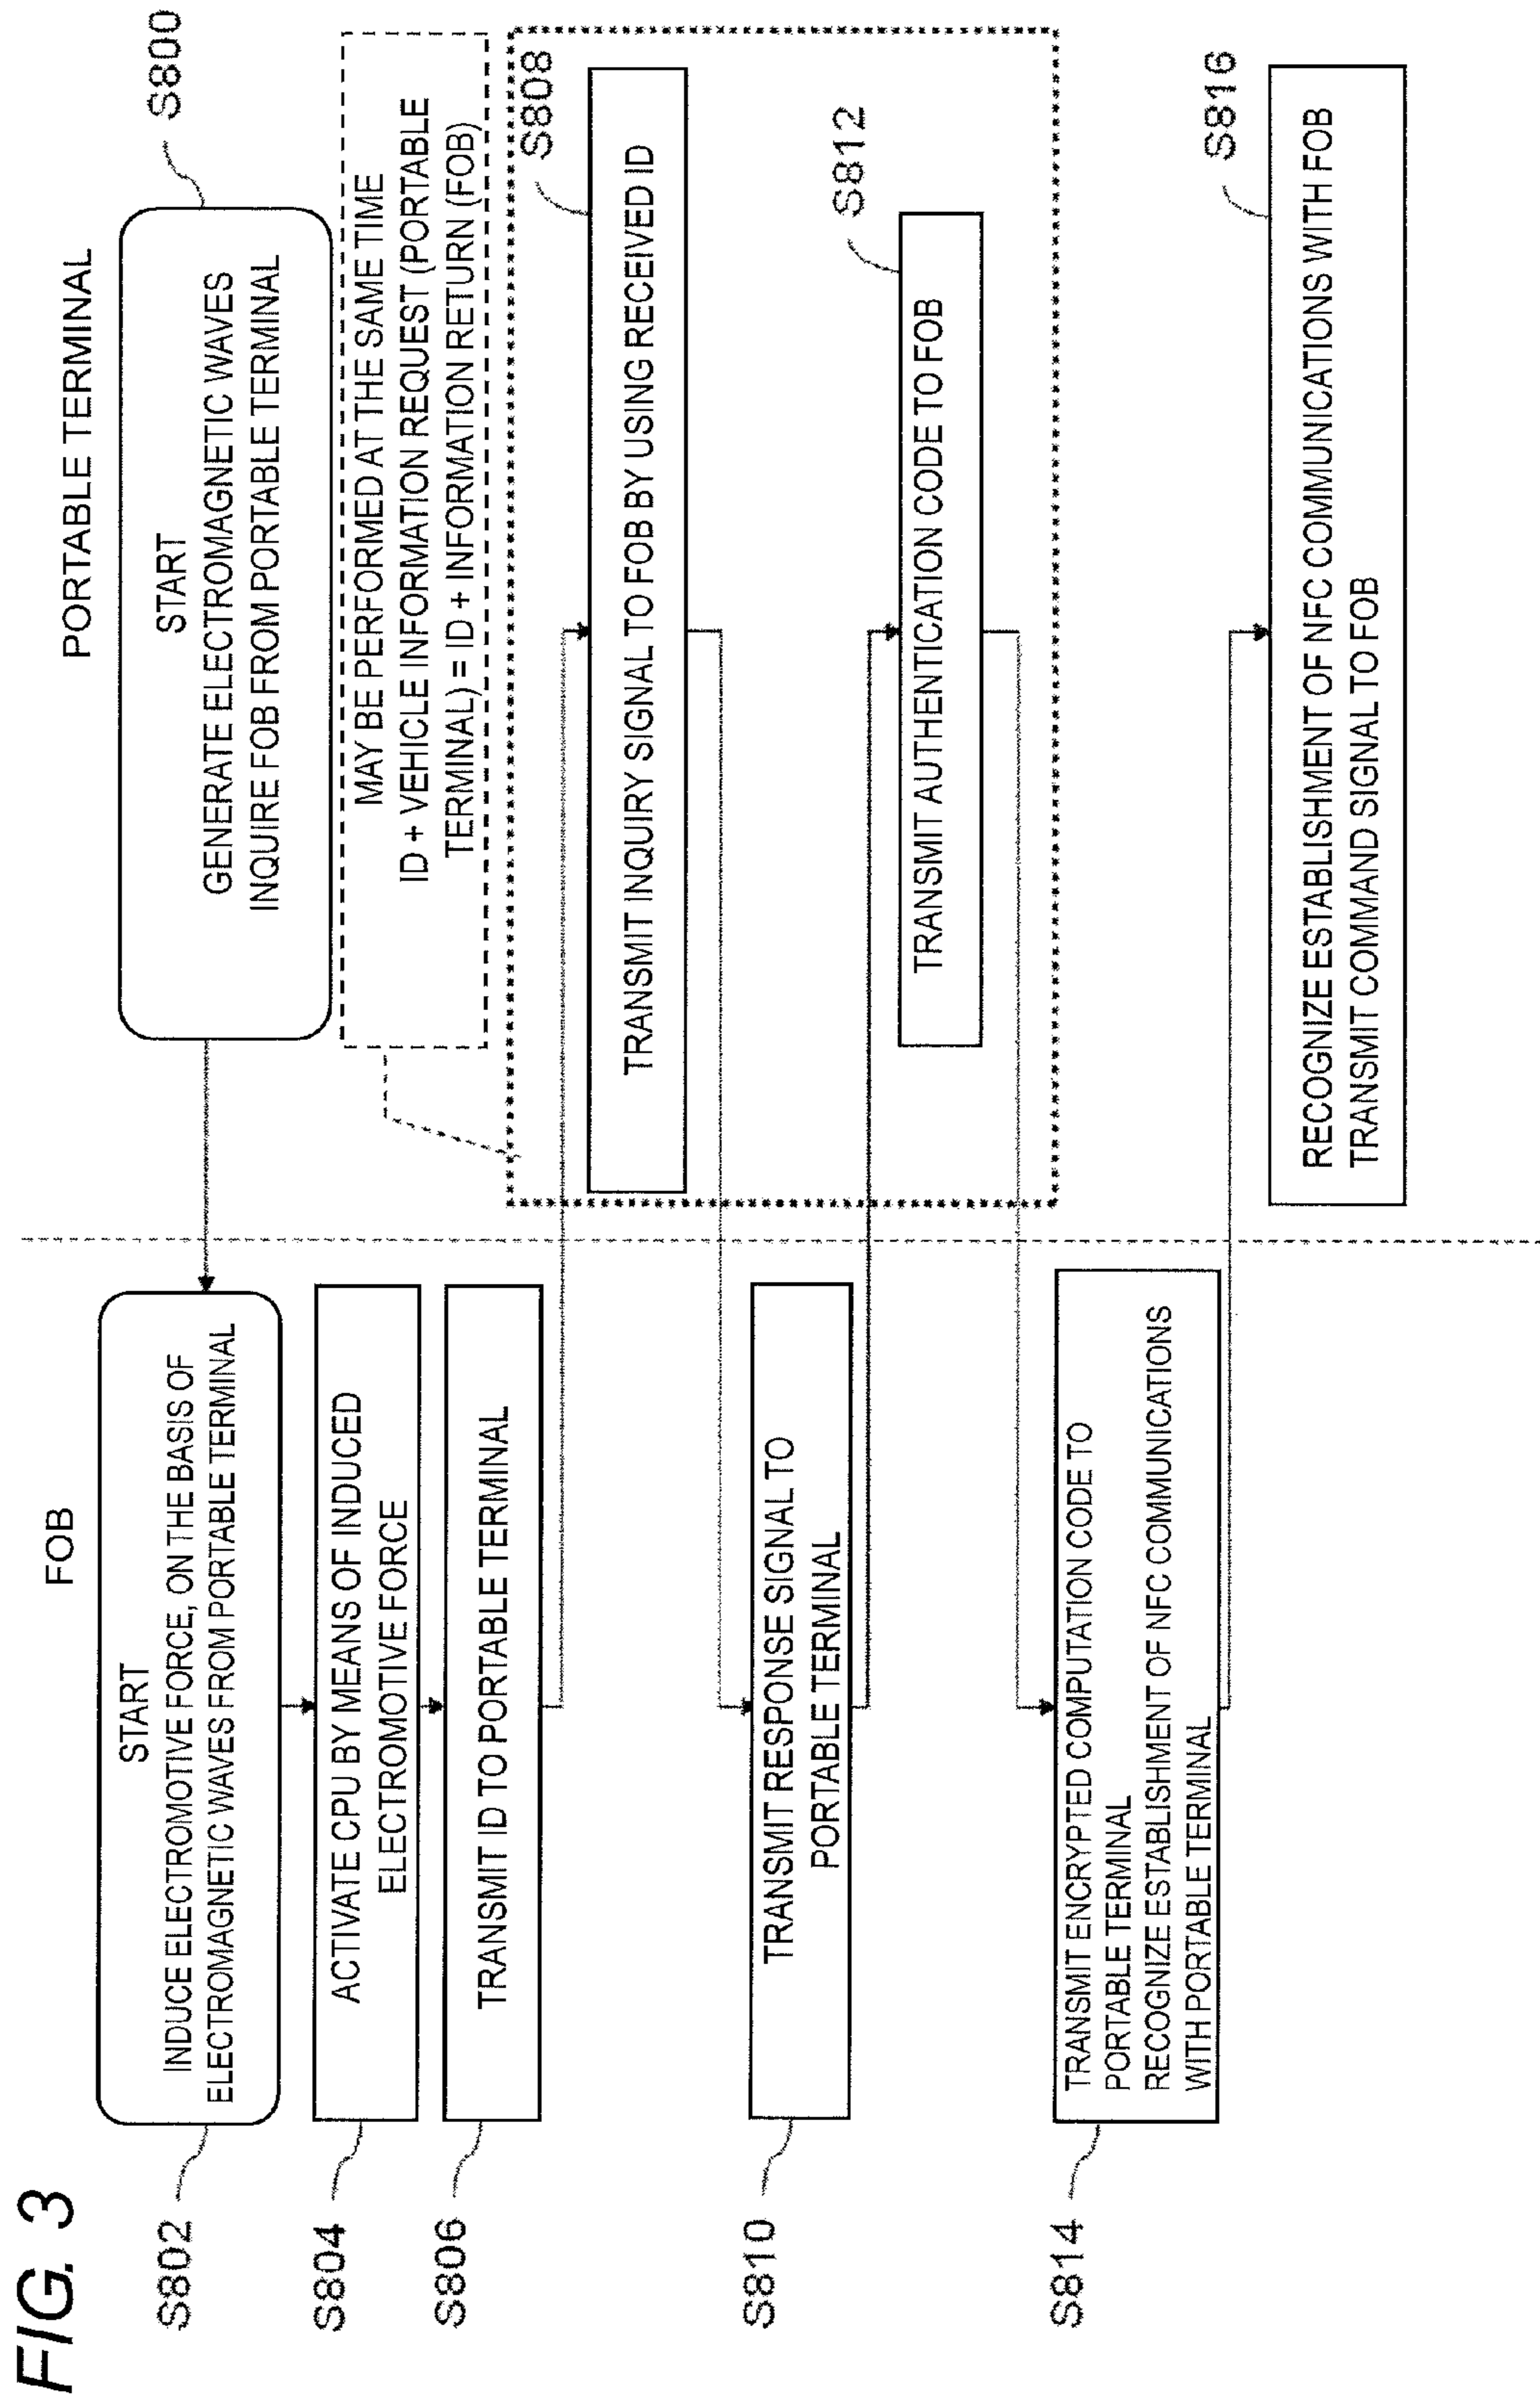 FIG. 3
FOB
PORTABLE TERMINAL
START
GENERATE ELECTROMAGNETIC WAVES
INQUIRE FOB FROM PORTABLE TERMINAL
S800
START
INDUCE ELECTROMOTIVE FORCE, ON THE BASIS OF
ELECTROMAGNETIC WAVES FROM PORTABLE TERMINAL
S802
MAY BE PERFORMED AT THE SAME TIME
ID + VEHICLE INFORMATION REQUEST (PORTABLE
TERMINAL) = ID + INFORMATION RETURN (FOB)
ACTIVATE CPU BY MEANS OF INDUCED
ELECTROMOTIVE FORCE
S804
TRANSMIT ID TO PORTABLE TERMINAL
S806
TRANSMIT INQUIRY SIGNAL TO FOB BY USING RECEIVED ID
S808
TRANSMIT RESPONSE SIGNAL TO
PORTABLE TERMINAL
S810
TRANSMIT AUTHENTICATION CODE TO FOB
S812
TRANSMIT ENCRYPTED COMPUTATION CODE TO
PORTABLE TERMINAL
RECOGNIZE ESTABLISHMENT OF NFC COMMUNICATIONS
WITH PORTABLE TERMINAL
S814
RECOGNIZE ESTABLISHMENT OF NFC COMMUNICATIONS WITH FOB
TRANSMIT COMMAND SIGNAL TO FOB
S816